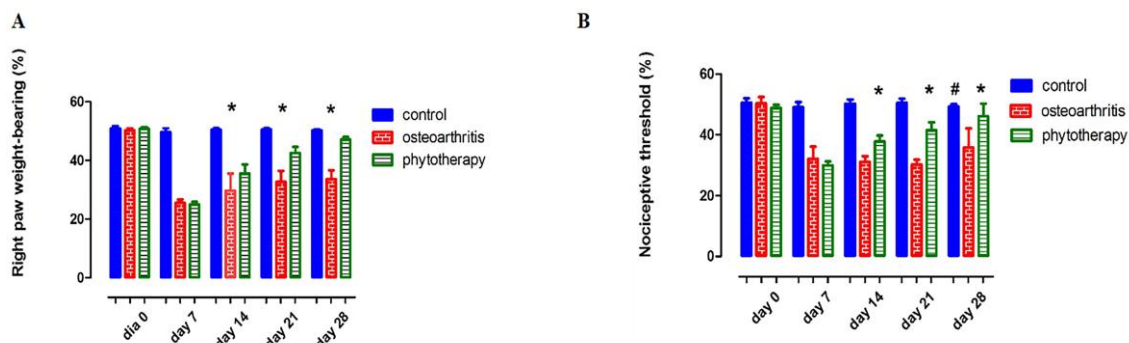 A
Right paw weight-bearing (%)
60
40
20
0
*
*
*
control
osteoarthritis
phytotherapy
dia 0
day 7
day 14
day 21
day 28
B
Nociceptive threshold (%)
60
40
20
0
*
*
#
*
control
osteoarthritis
phytotherapy
day 0
day 7
day 14
day 21
day 28